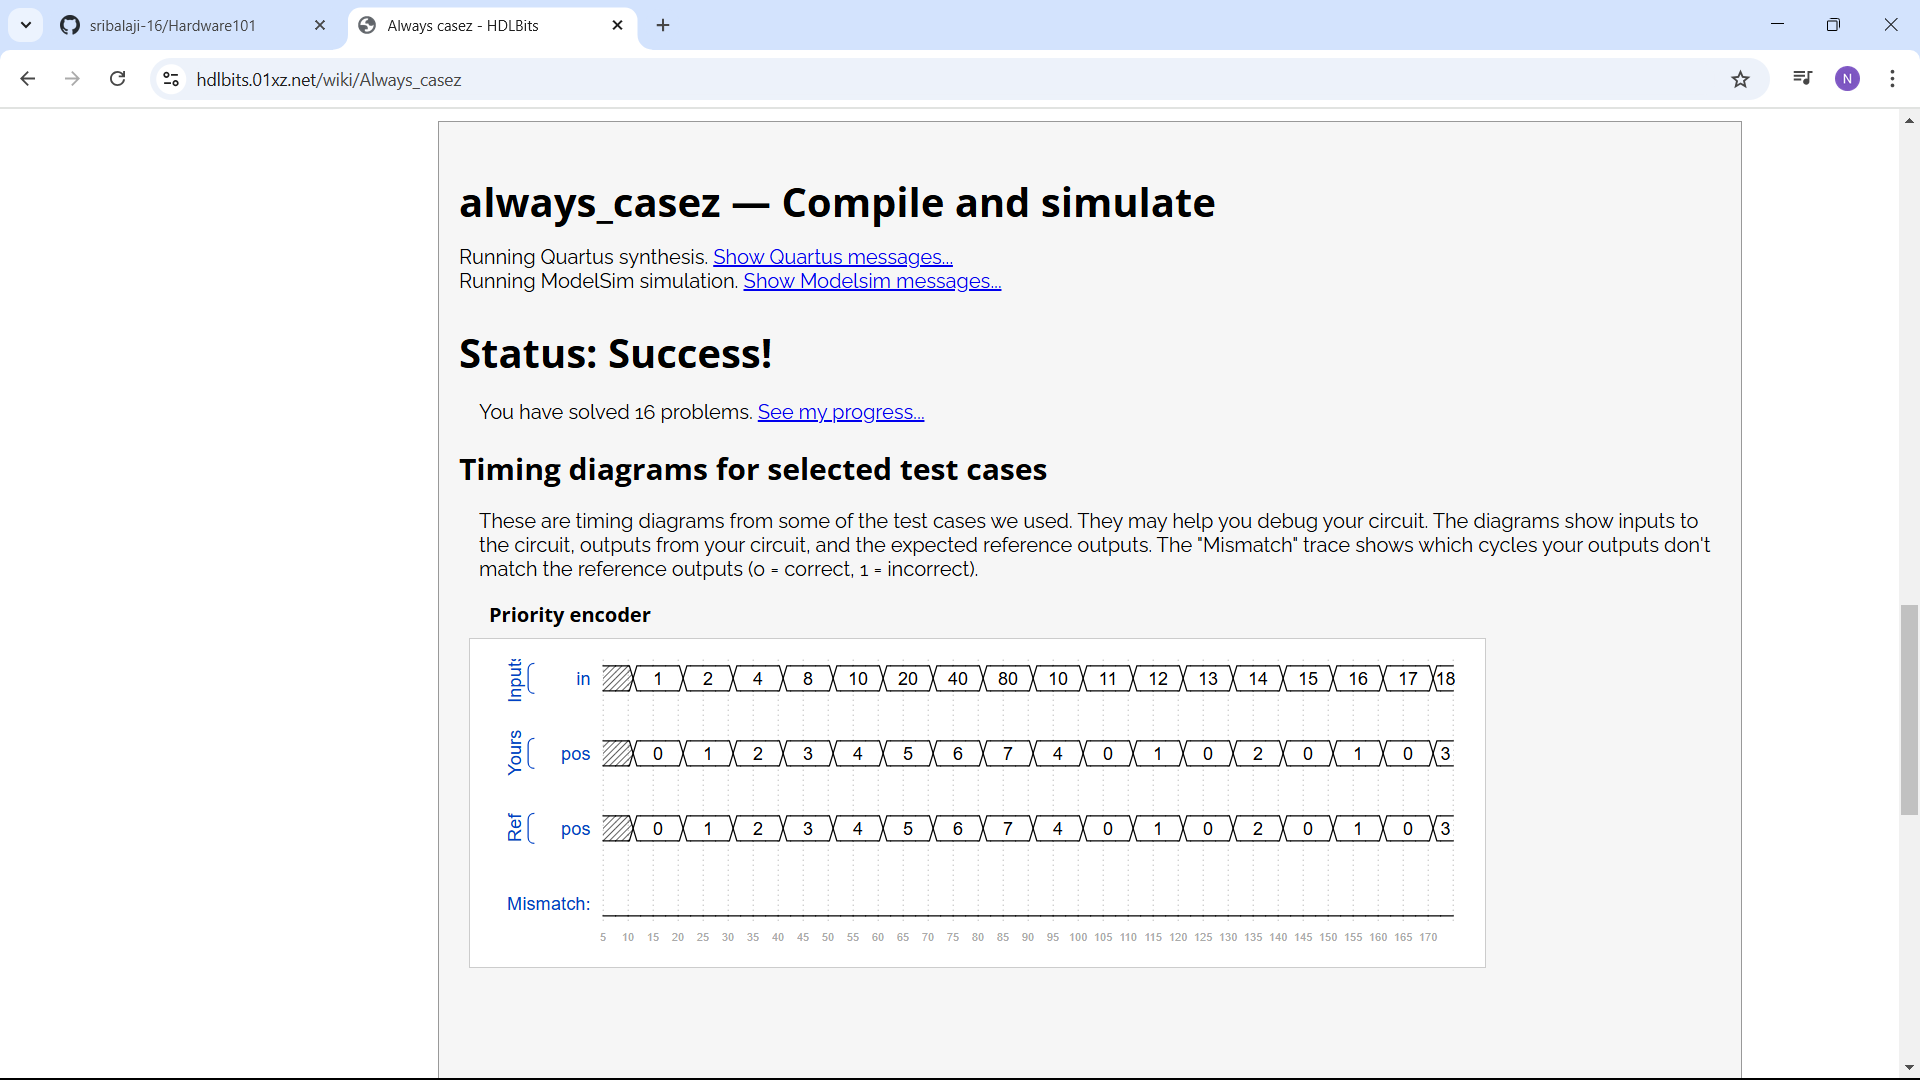 sribalaji-16/Hardware101
Always casez - HDLBits
hdlbits.01xz.net/wiki/Always_casez
N
always_casez — Compile and simulate
Running Quartus synthesis. Show Quartus messages...
Running ModelSim simulation. Show Modelsim messages...
Status: Success!
You have solved 16 problems. See my progress...
Timing diagrams for selected test cases
These are timing diagrams from some of the test cases we used. They may help you debug your circuit. The diagrams show inputs to
the circuit, outputs from your circuit, and the expected reference outputs. The "Mismatch" trace shows which cycles your outputs don't
match the reference outputs (0 = correct, 1 = incorrect).
Priority encoder
Inputs in 1 2 4 8 10 20 40 80 10 11 12 13 14 15 16 17 18
Yours pos 0 1 2 3 4 5 6 7 4 0 1 0 2 0 1 0 3
Ref pos 0 1 2 3 4 5 6 7 4 0 1 0 2 0 1 0 3
Mismatch:
5 10 15 20 25 30 35 40 45 50 55 60 65 70 75 80 85 90 95 100 105 110 115 120 125 130 135 140 145 150 155 160 165 170